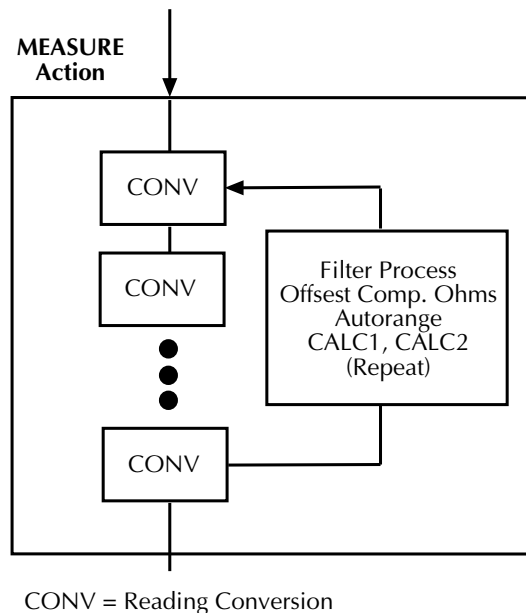 MEASURE
Action
CONV
CONV
CONV
Filter Process
Offsest Comp. Ohms
Autorange
CALC1, CALC2
(Repeat)
CONV = Reading Conversion